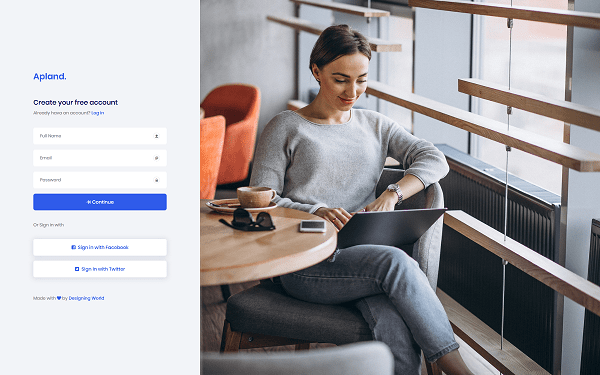 Apland.
Create your free account
Already have an account? Log in
Full Name
Email
Password
Continue
Or Sign in with
Sign in with Facebook
Sign in with Twitter
Made with by Designing World